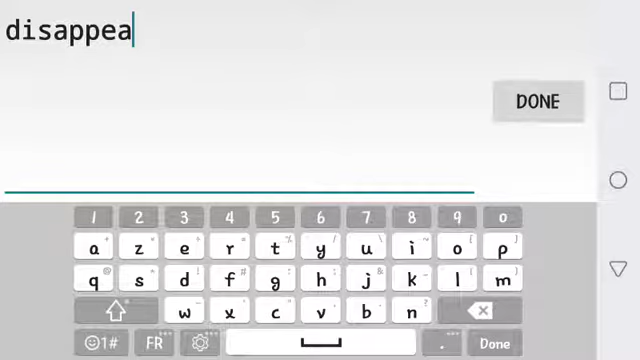 disappea
DONE
1 2 3 4 5 6 7 8 9 0
a z e r t y u i o p
q s d f g h j k l m
w x c v b n
1# FR . Done